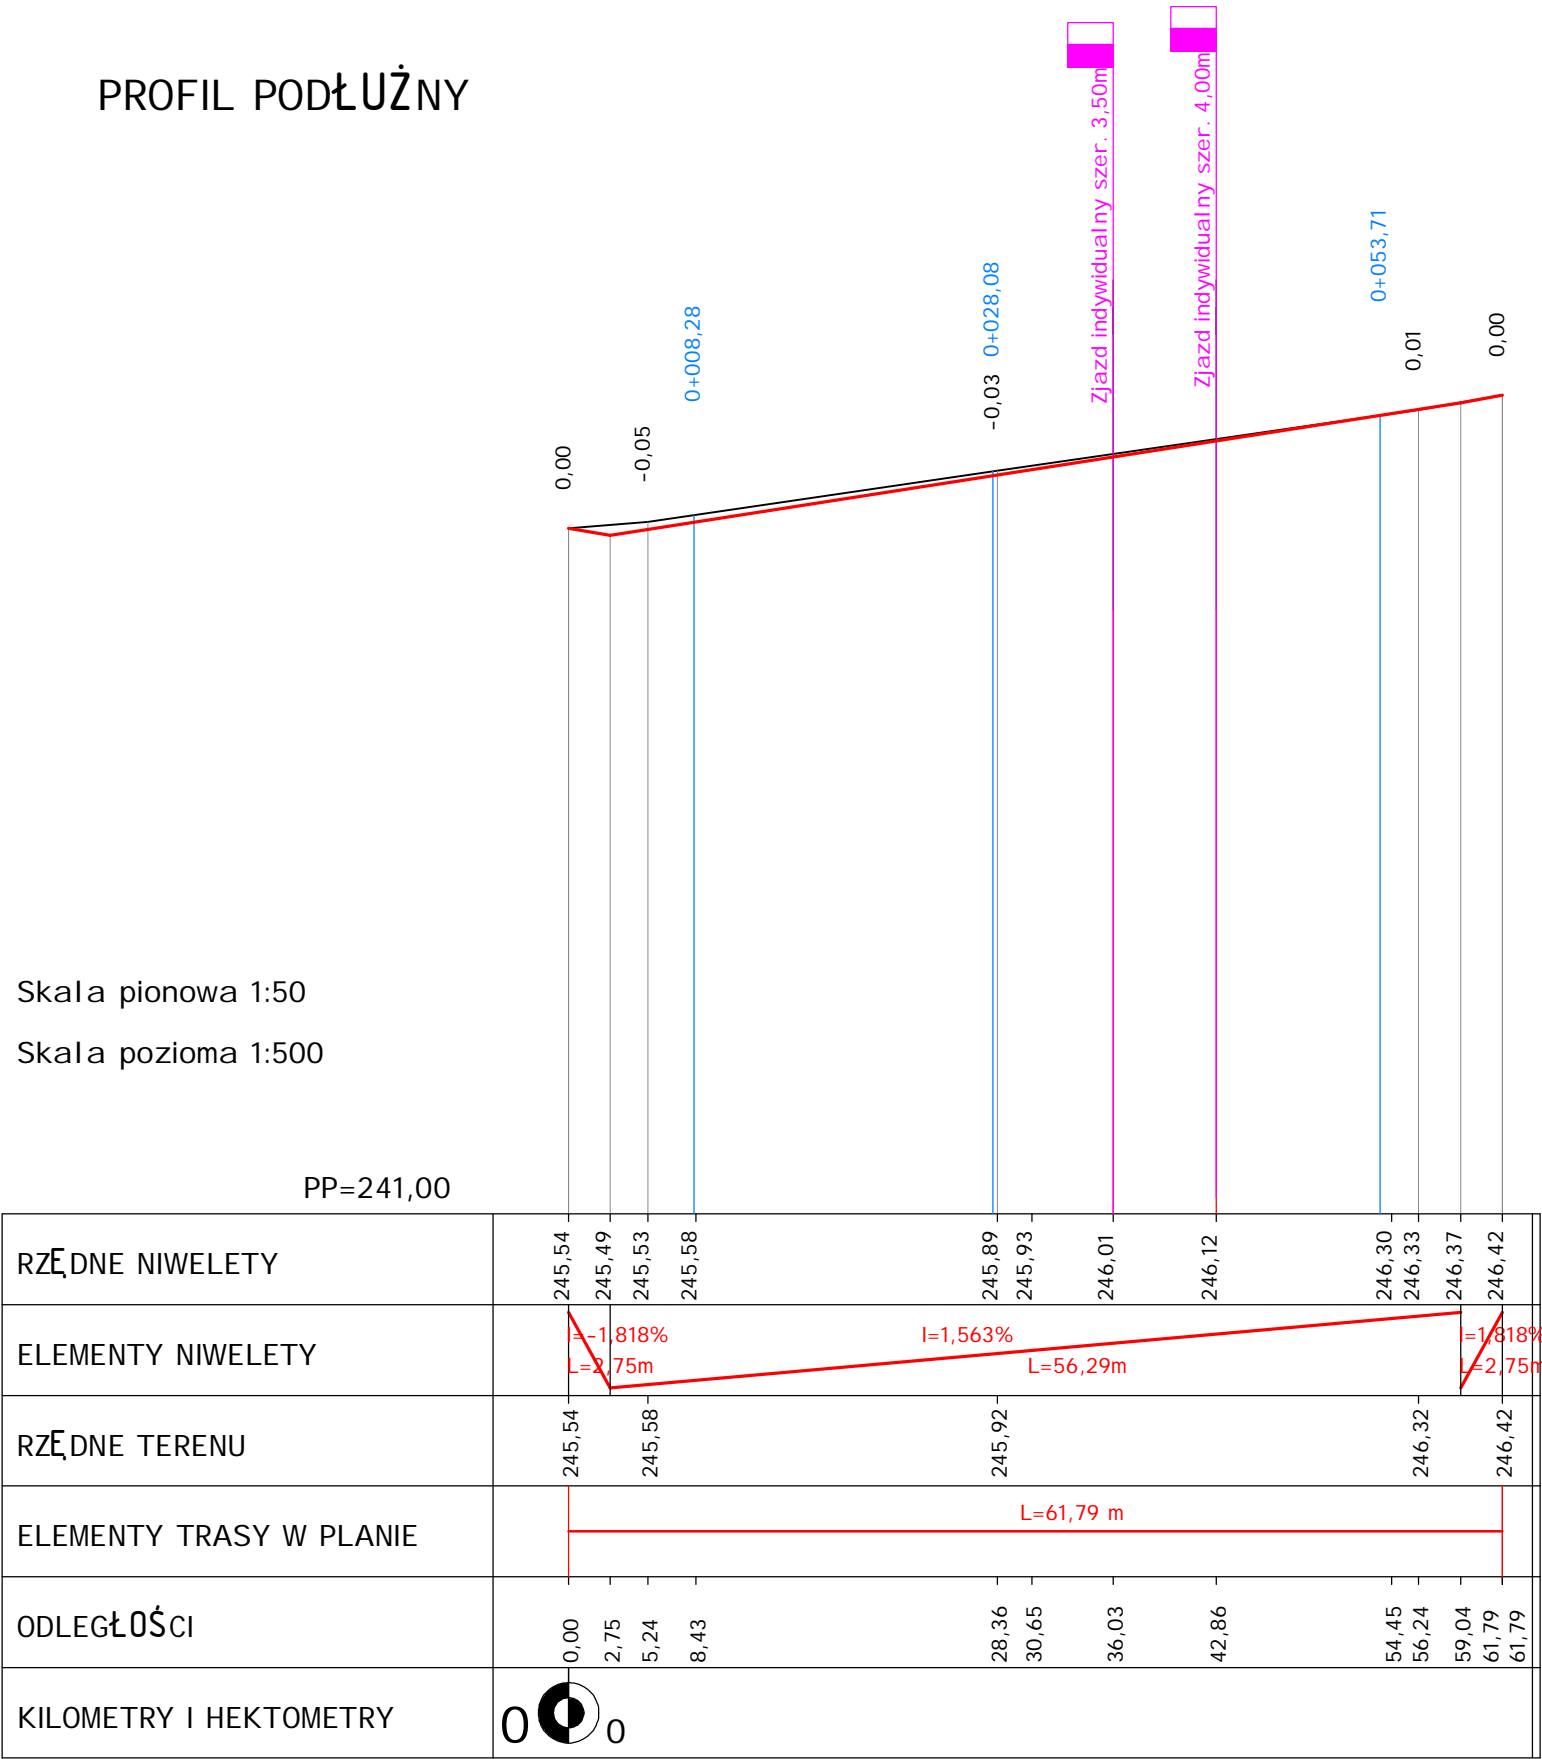 PROFIL PODŁUŻNY
Zjazd indywidualny szer. 3,50m
Zjazd indywidualny szer. 4,00m
0,00
-0,05
0+008,28
-0,03
0+028,08
0+053,71
0,01
0,00
Skala pionowa 1:50
Skala pozioma 1:500
PP=241,00
RZĘDNE NIWELETY
245,54
245,49
245,53
245,58
245,89
245,93
246,01
246,12
246,30
246,33
246,37
246,42
ELEMENTY NIWELETY
I=-1,818%
L=2,75m
I=1,563%
L=56,29m
I=1,818%
L=2,75m
RZĘDNE TERENU
245,54
245,58
245,92
246,32
246,42
ELEMENTY TRASY W PLANIE
L=61,79 m
ODLEGŁOŚCI
0,00
2,75
5,24
8,43
28,36
30,65
36,03
42,86
54,45
56,24
59,04
61,79
61,79
KILOMETRY I HEKTOMETRY
0
0